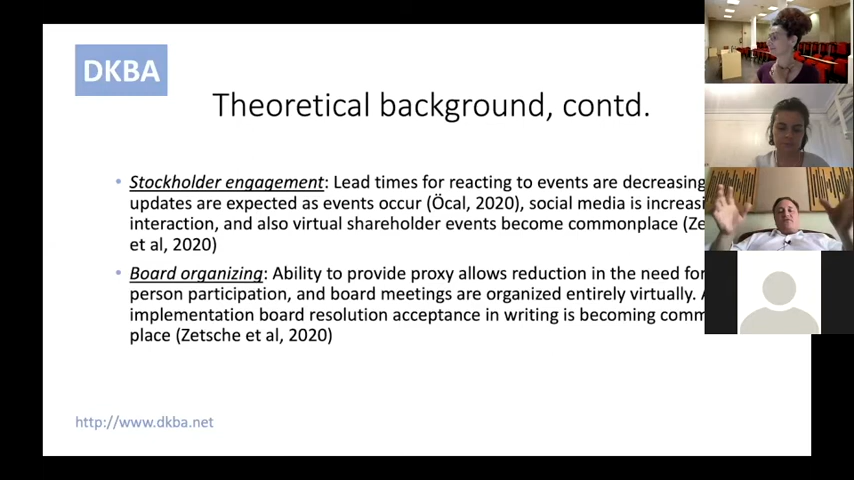 DKBA
Theoretical background, contd.
• Stockholder engagement: Lead times for reacting to events are decreasing
updates are expected as events occur (Öcal, 2020), social media is increasi
interaction, and also virtual shareholder events become commonplace (Ze
et al, 2020)
• Board organizing: Ability to provide proxy allows reduction in the need for
person participation, and board meetings are organized entirely virtually.
implementation board resolution acceptance in writing is becoming comm
place (Zetsche et al, 2020)
http://www.dkba.net